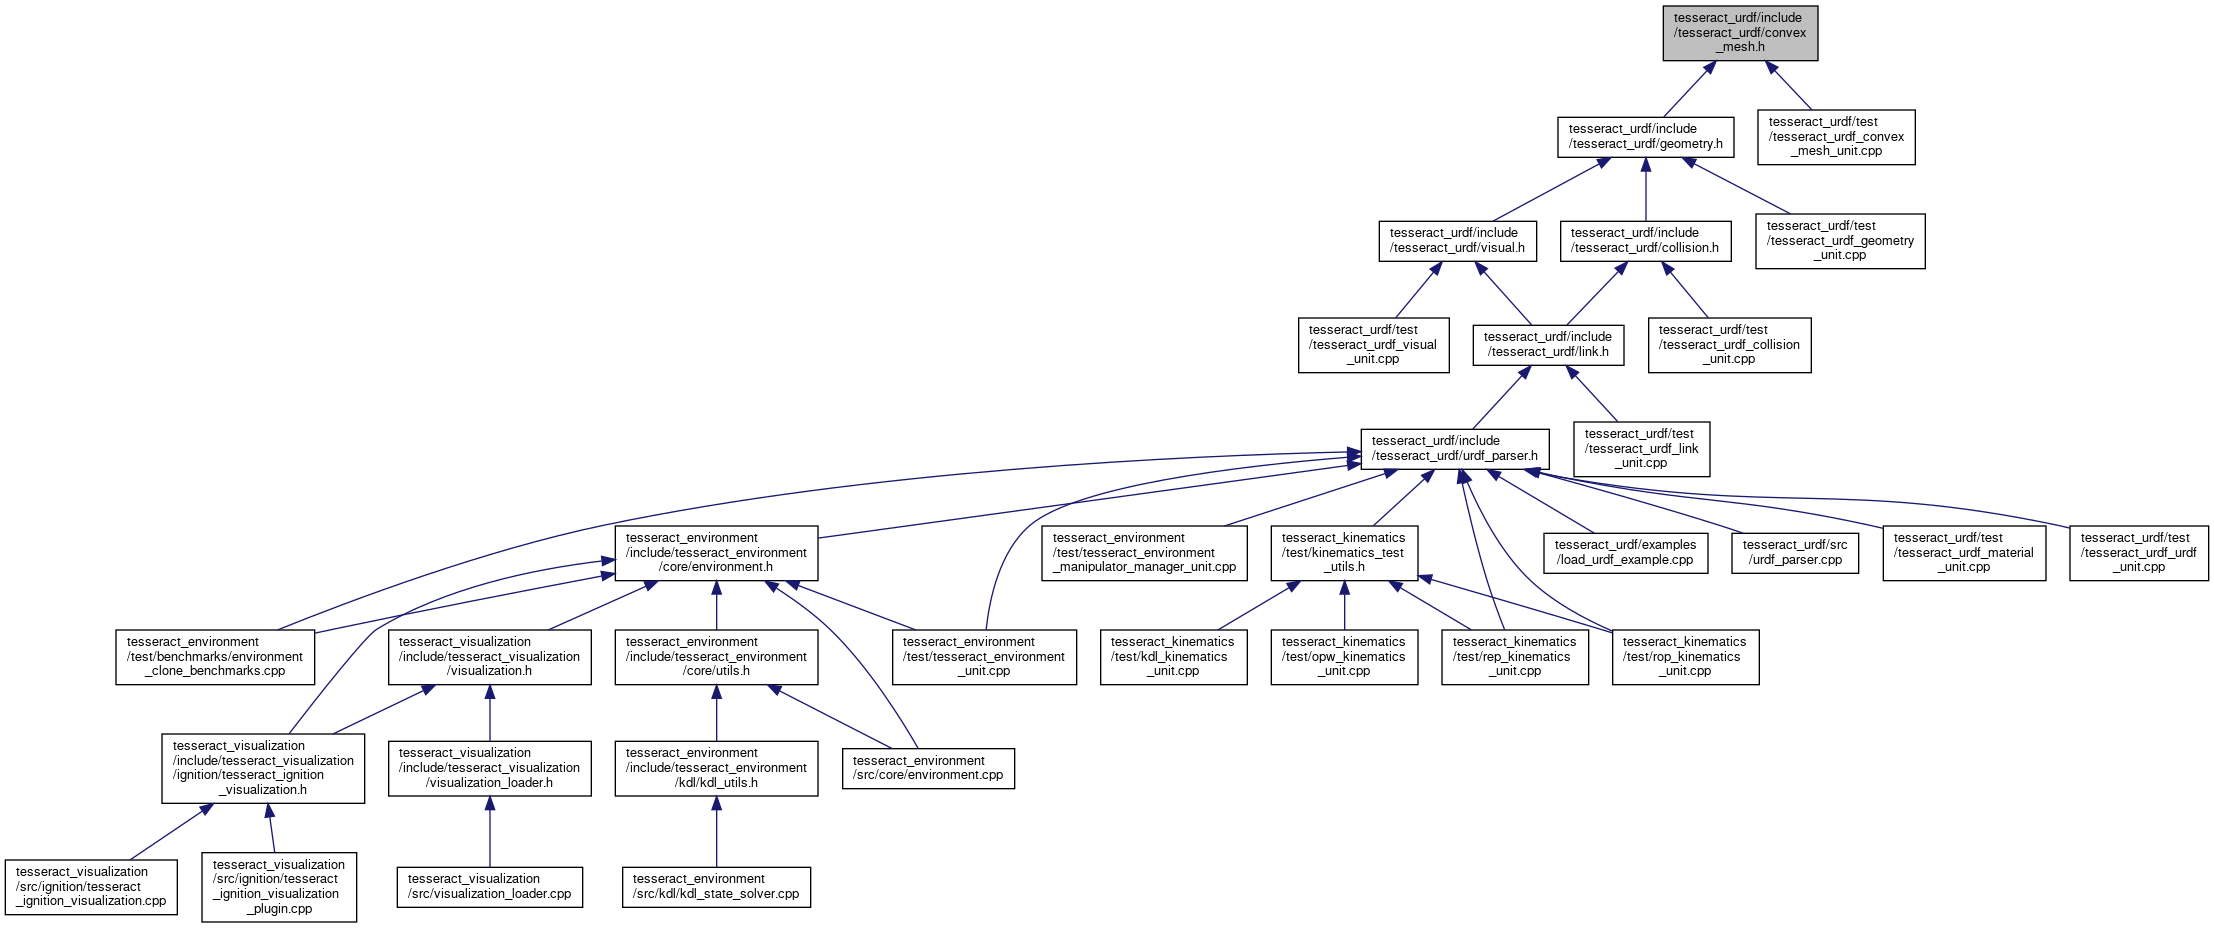 tesseract_urdf/include
/tesseract_urdf/convex
_mesh.h
tesseract_urdf/include
/tesseract_urdf/geometry.h
tesseract_urdf/test
/tesseract_urdf_convex
_mesh_unit.cpp
tesseract_urdf/include
/tesseract_urdf/visual.h
tesseract_urdf/include
/tesseract_urdf/collision.h
tesseract_urdf/test
/tesseract_urdf_geometry
_unit.cpp
tesseract_urdf/test
/tesseract_urdf_visual
_unit.cpp
tesseract_urdf/include
/tesseract_urdf/link.h
tesseract_urdf/test
/tesseract_urdf_collision
_unit.cpp
tesseract_urdf/include
/tesseract_urdf/urdf_parser.h
tesseract_urdf/test
/tesseract_urdf_link
_unit.cpp
tesseract_environment
/include/tesseract_environment
/core/environment.h
tesseract_environment
/test/tesseract_environment
_manipulator_manager_unit.cpp
tesseract_kinematics
/test/kinematics_test
_utils.h
tesseract_urdf/examples
/load_urdf_example.cpp
tesseract_urdf/src
/urdf_parser.cpp
tesseract_urdf/test
/tesseract_urdf_material
_unit.cpp
tesseract_urdf/test
/tesseract_urdf_urdf
_unit.cpp
tesseract_environment
/test/benchmarks/environment
_clone_benchmarks.cpp
tesseract_visualization
/include/tesseract_visualization
/visualization.h
tesseract_environment
/include/tesseract_environment
/core/utils.h
tesseract_environment
/test/tesseract_environment
_unit.cpp
tesseract_kinematics
/test/kdl_kinematics
_unit.cpp
tesseract_kinematics
/test/opw_kinematics
_unit.cpp
tesseract_kinematics
/test/rep_kinematics
_unit.cpp
tesseract_kinematics
/test/rop_kinematics
_unit.cpp
tesseract_visualization
/include/tesseract_visualization
/ignition/tesseract_ignition
_visualization.h
tesseract_visualization
/include/tesseract_visualization
/visualization_loader.h
tesseract_environment
/include/tesseract_environment
/kdl/kdl_utils.h
tesseract_environment
/src/core/environment.cpp
tesseract_visualization
/src/ignition/tesseract
_ignition_visualization.cpp
tesseract_visualization
/src/ignition/tesseract
_ignition_visualization
_plugin.cpp
tesseract_visualization
/src/visualization_loader.cpp
tesseract_environment
/src/kdl/kdl_state_solver.cpp